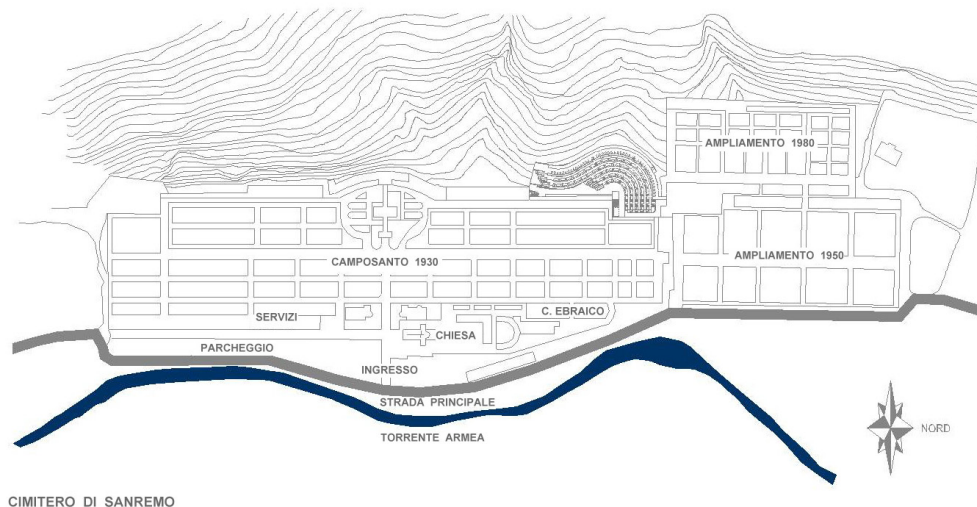 AMPLIAMENTO 1980
CAMPOSANTO 1930
AMPLIAMENTO 1950
SERVIZI
C. EBRAICO
CHIESA
PARCHEGGIO
INGRESSO
STRADA PRINCIPALE
TORRENTE ARMEA
NORD
CIMITERO DI SANREMO